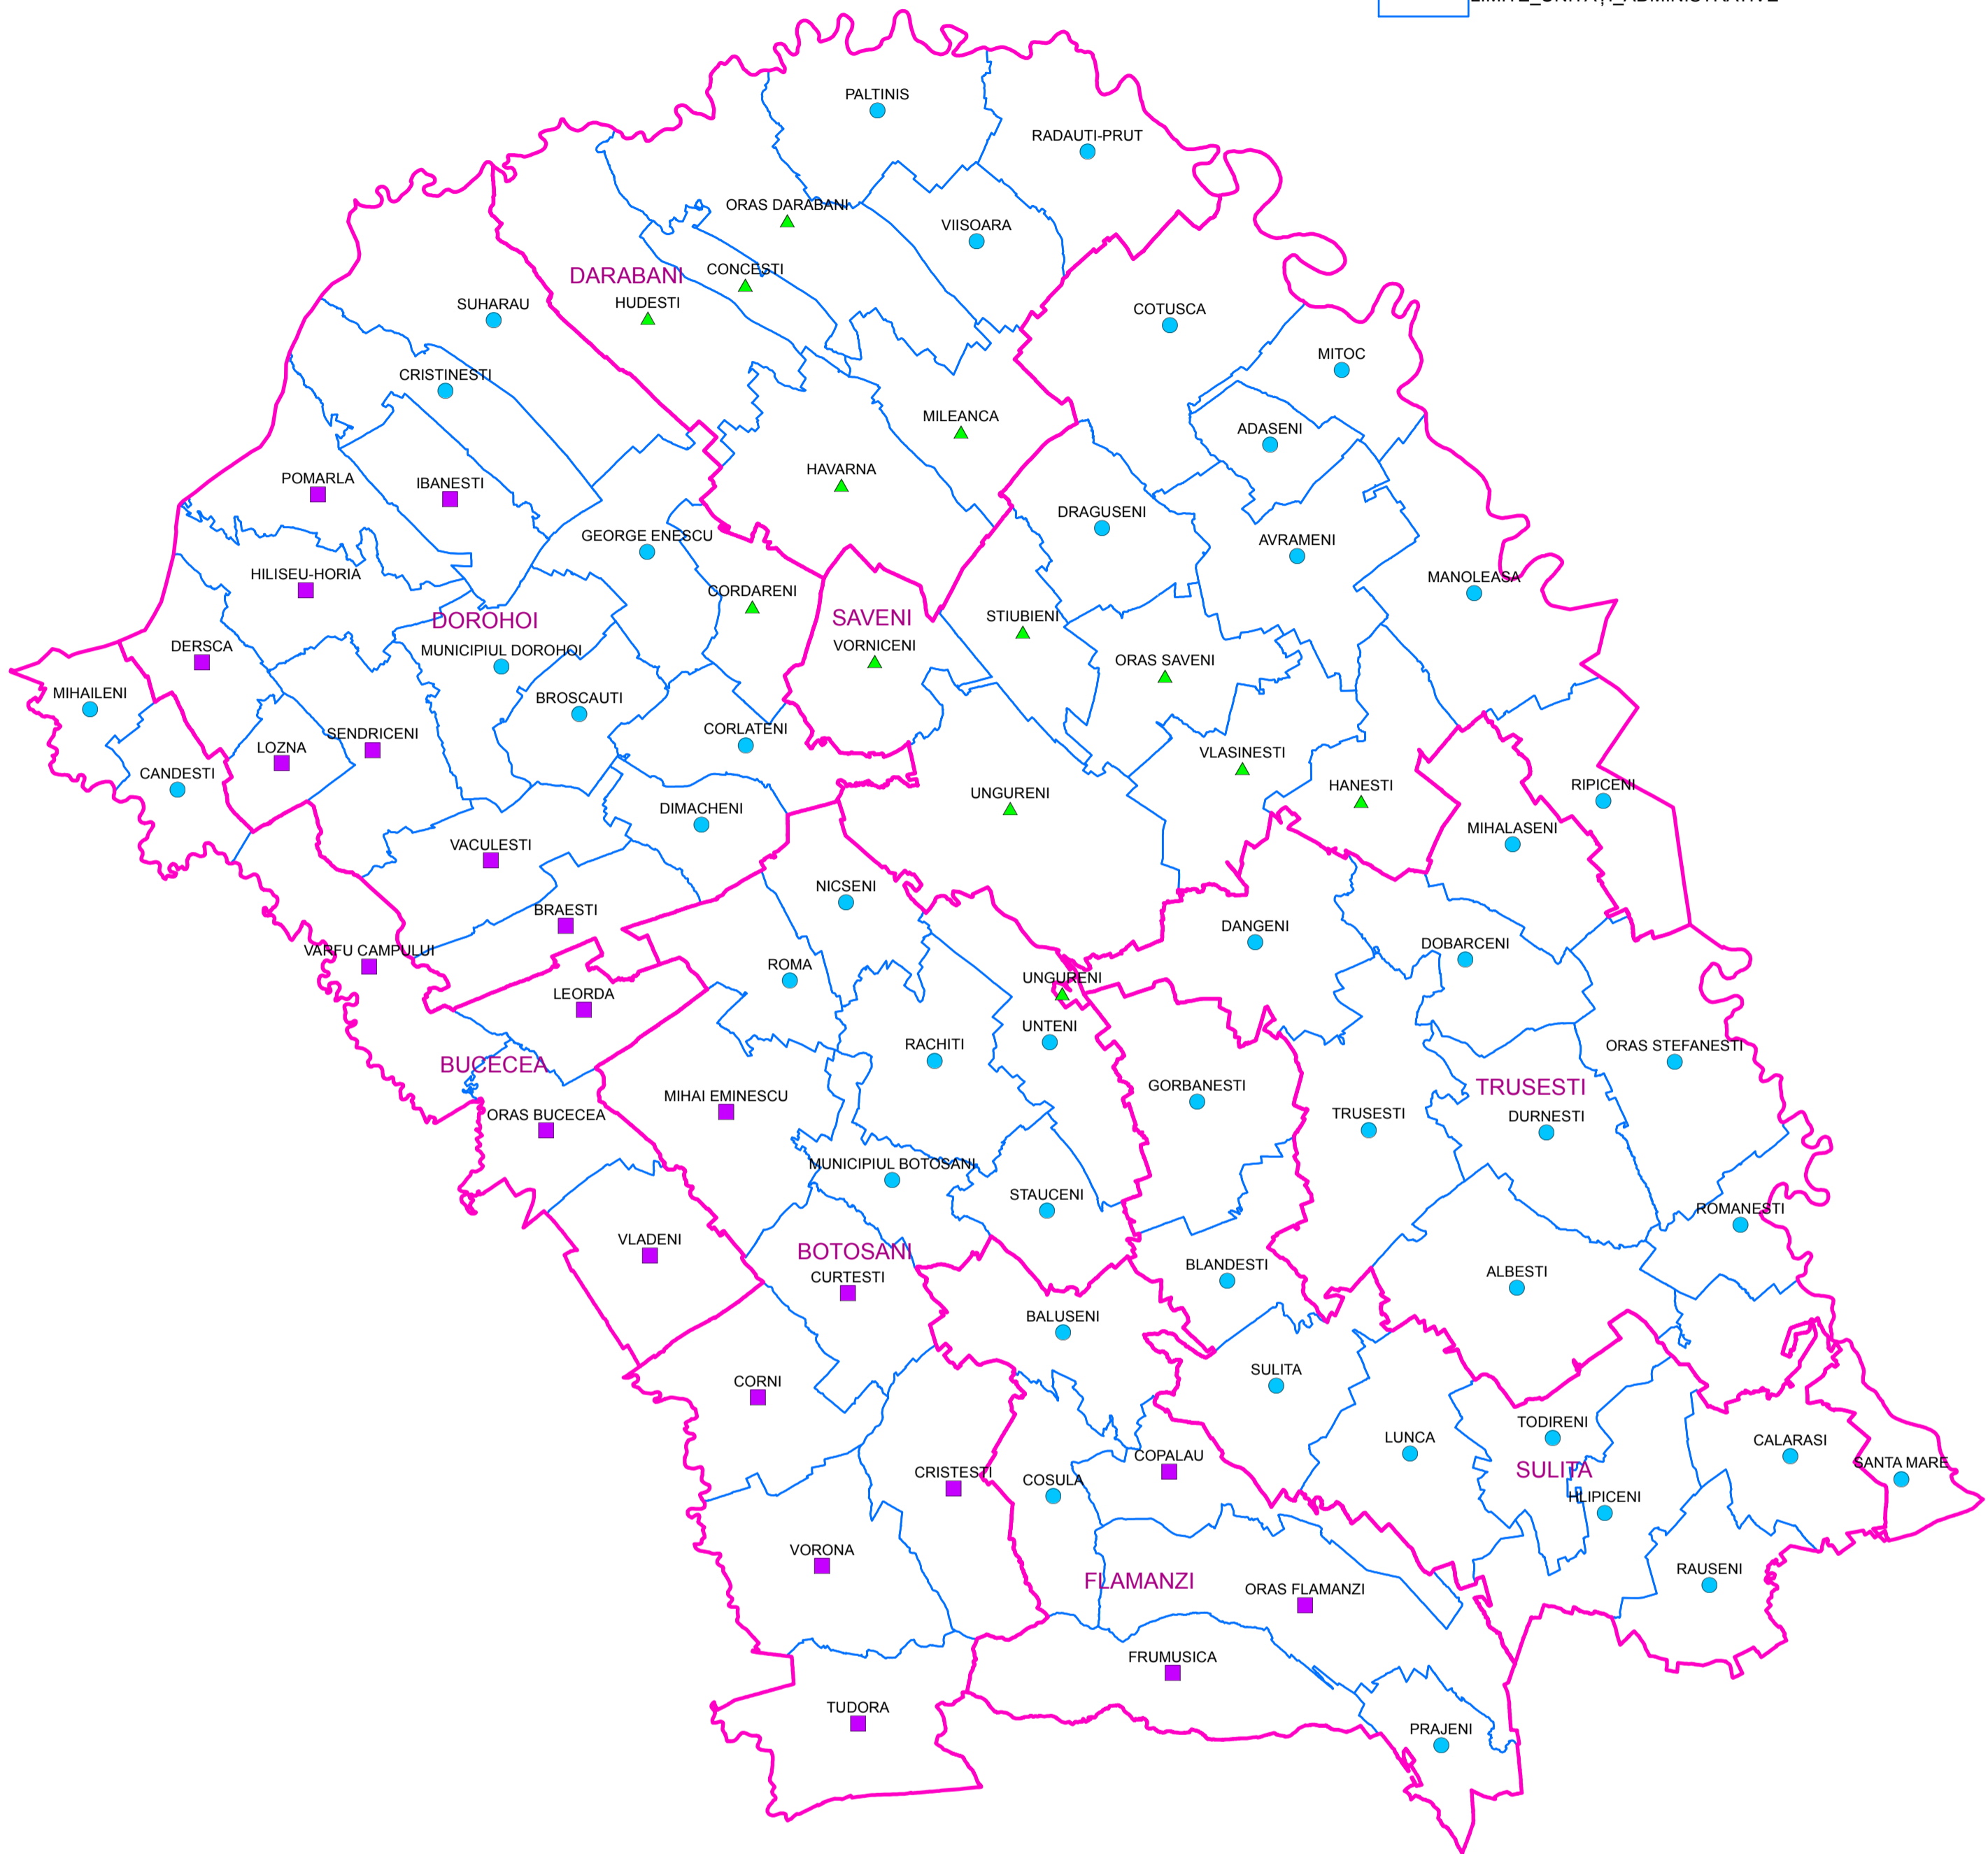 LIMITE_UNITĂȚI_ADMINISTRATIVE
PALTINIS
RADAUTI-PRUT
ORAS DARABANI
VIISOARA
CONCESTI
DARABANI
HUDESTI
SUHARAU
COTUSCA
MITOC
CRISTINESTI
MILEANCA
ADASENI
HAVARNA
POMARLA
IBANESTI
DRAGUSENI
GEORGE ENESCU
AVRAMENI
HILISEU-HORIA
MANOLEASA
CORDARENI
DOROHOI
SAVENI
STIUBIENI
DERSCA
MUNICIPIUL DOROHOI
VORNICENI
ORAS SAVENI
MIHAILENI
BROSCAUTI
CORLATENI
LOZNA
SENDRICENI
VLASINESTI
CANDESTI
HANESTI
RIPICENI
UNGURENI
DIMACHENI
MIHALASENI
VACULESTI
NICSENI
BRAESTI
DANGENI
DOBARCENI
VARFU CAMPULUI
ROMA
UNGURENI
LEORDA
UNTENI
RACHITI
ORAS STEFANESTI
BUCECEA
GORBANESTI
TRUSESTI
MIHAI EMINESCU
ORAS BUCECEA
TRUSESTI
DURNESTI
MUNICIPIUL BOTOSANI
STAUCENI
ROMANESTI
VLADENI
BOTOSANI
CURTESTI
BLANDESTI
ALBESTI
BALUSENI
SULITA
CORNI
TODIRENI
LUNCA
CALARASI
COPALAU
CRISTESTI
COSULA
SULITA
SANTA MARE
HLIPICENI
VORONA
RAUSENI
FLAMANZI
ORAS FLAMANZI
FRUMUSICA
TUDORA
PRAJENI